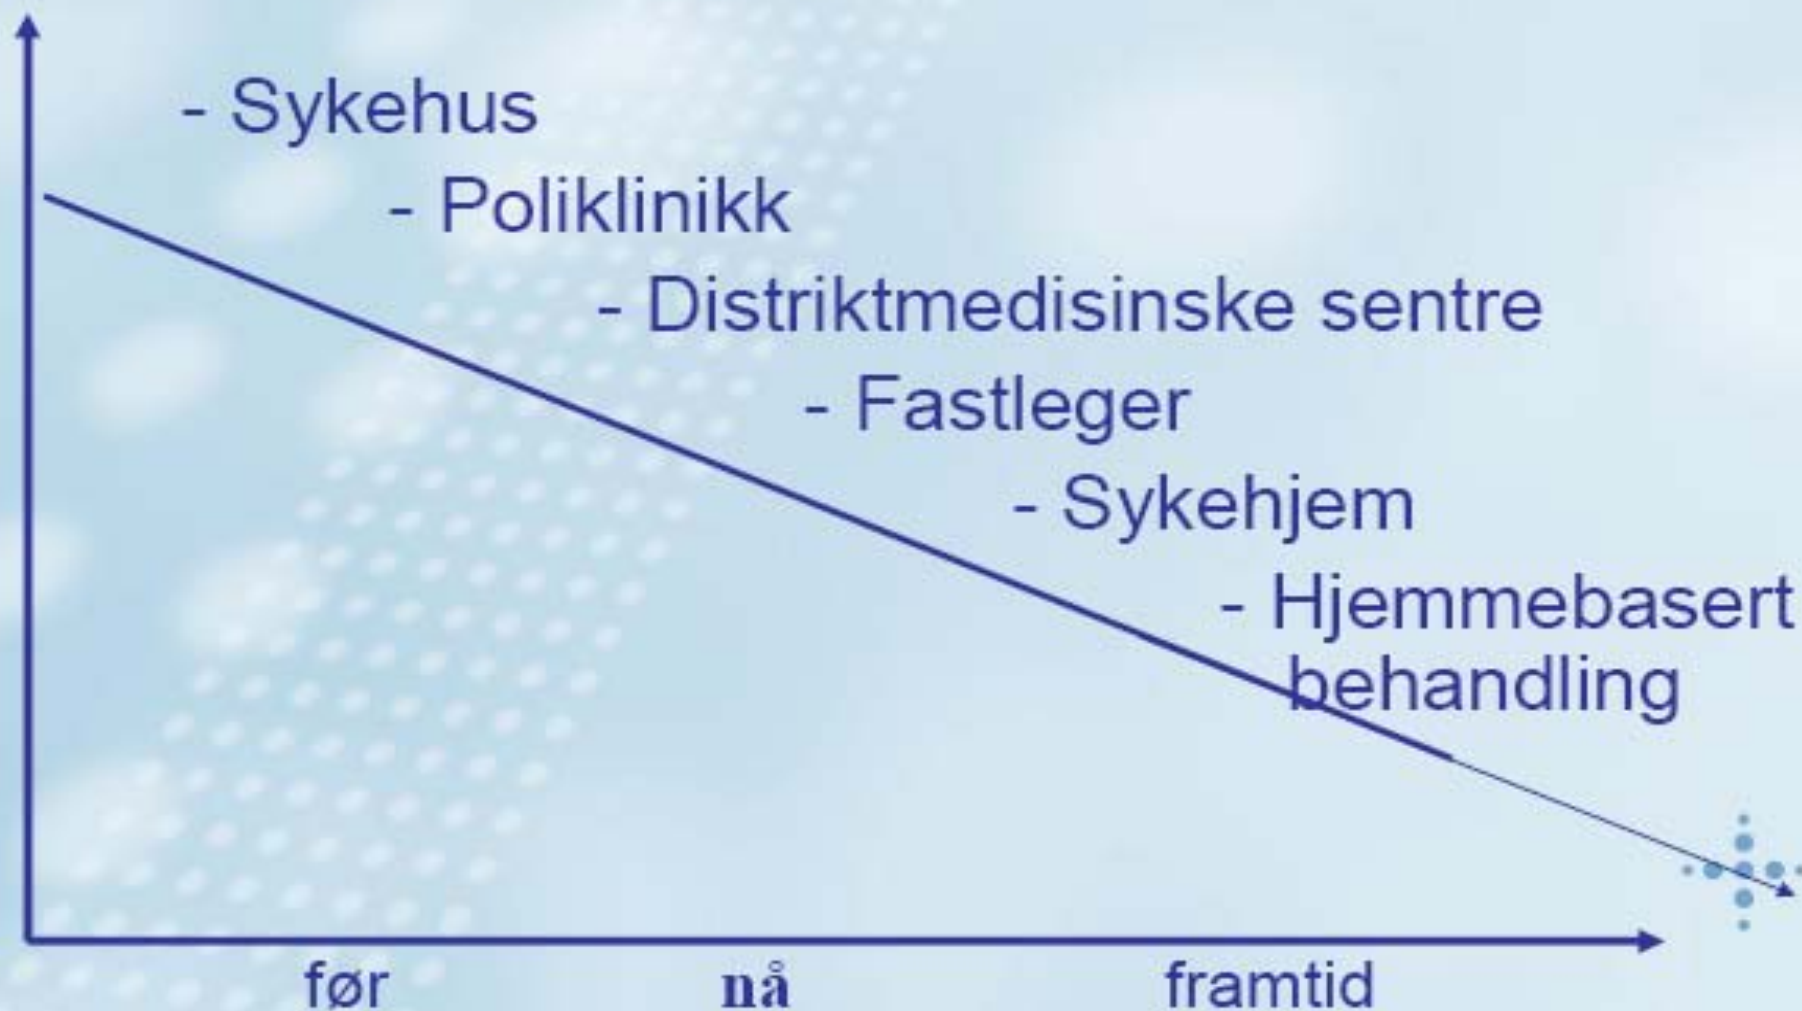 - Sykehus
- Poliklinikk
- Distriktmedisinske sentre
- Fastleger
- Sykehjem
- Hjemmebasert
behandling
før nå framtid